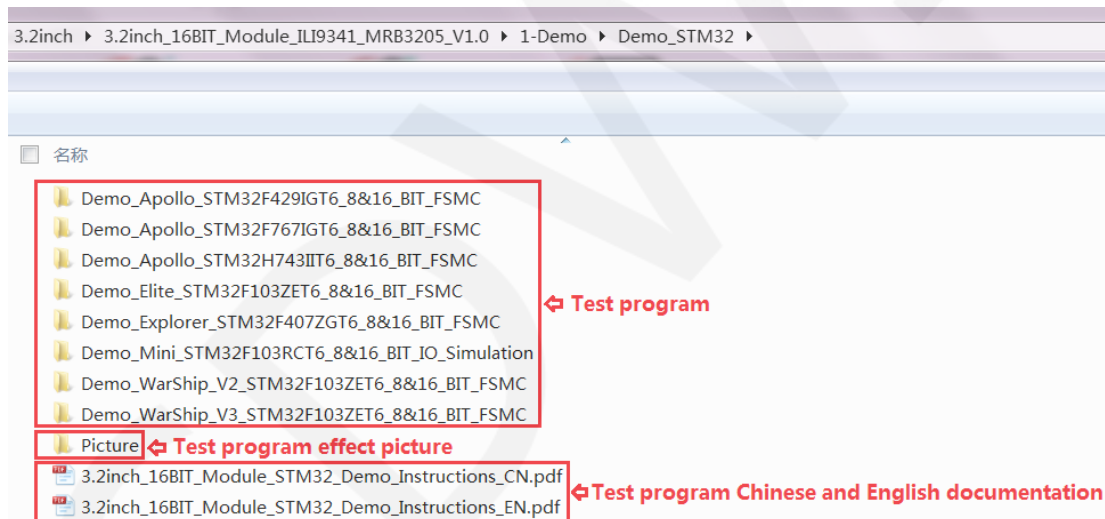 3.2inch ▸ 3.2inch_16BIT_Module_ILI9341_MRB3205_V1.0 ▸ 1-Demo ▸ Demo_STM32 ▸
名称
Demo_Apollo_STM32F429IGT6_8&16_BIT_FSMC
Demo_Apollo_STM32F767IGT6_8&16_BIT_FSMC
Demo_Apollo_STM32H743IIT6_8&16_BIT_FSMC
Demo_Elite_STM32F103ZET6_8&16_BIT_FSMC
Test program
Demo_Explorer_STM32F407ZGT6_8&16_BIT_FSMC
Demo_Mini_STM32F103RCT6_8&16_BIT_IO_Simulation
Demo_WarShip_V2_STM32F103ZET6_8&16_BIT_FSMC
Demo_WarShip_V3_STM32F103ZET6_8&16_BIT_FSMC
Picture Test program effect picture
3.2inch_16BIT_Module_STM32_Demo_Instructions_CN.pdf
Test program Chinese and English documentation
3.2inch_16BIT_Module_STM32_Demo_Instructions_EN.pdf